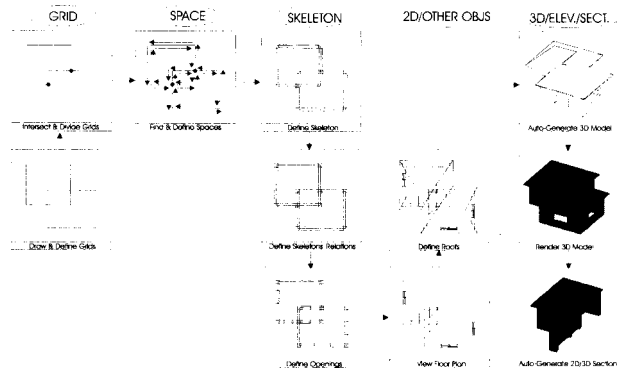 GRID SPACE SKELETON 2D/OTHER OBJS 3D/ELEV./SECT.
Intersect & Divide Grids Find & Define Spaces Define Skeleton Auto-Generate 3D Model
Draw & Define Grids Define Skeletons Relations Define Roofs Render 3D Model
Define Openings View Floor Plan Auto-Generate 2D/3D Section